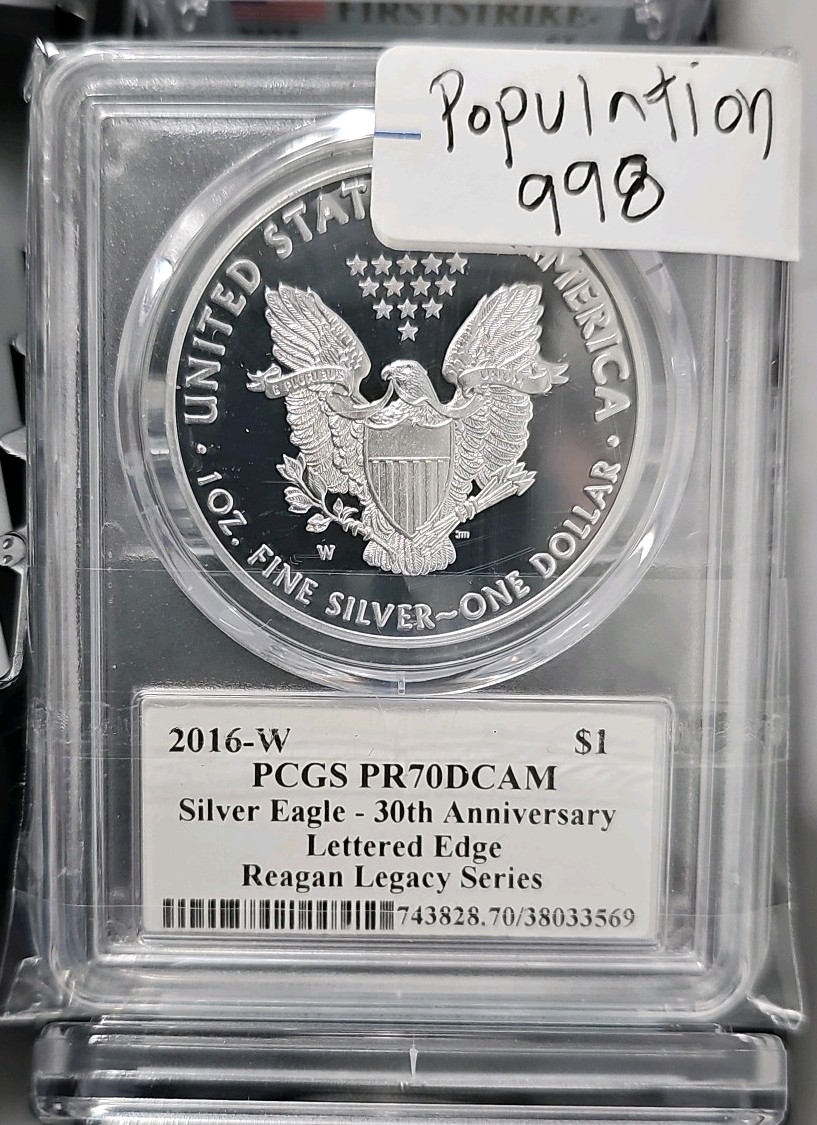 FIRSTSTRIKE
Population
998
UNITED STAT
AMERICA
E PLURIBUS
UNUM
W
JM
1 OZ. FINE SILVER~ONE DOLLAR
2016-W $1
PCGS PR70DCAM
Silver Eagle - 30th Anniversary
Lettered Edge
Reagan Legacy Series
743828.70/38033569